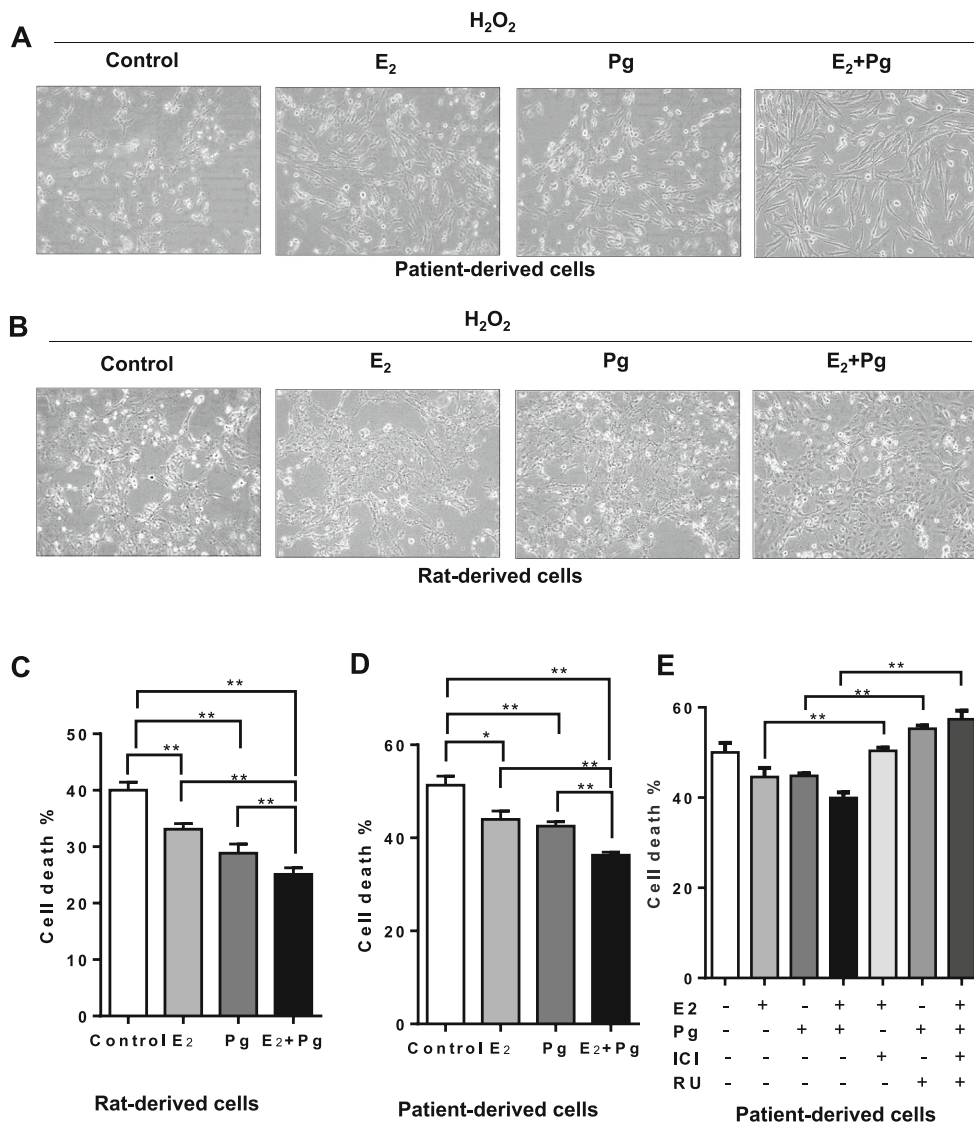 A
H₂O₂
Control E₂ Pg E₂+Pg
Patient-derived cells
B
H₂O₂
Control E₂ Pg E₂+Pg
Rat-derived cells
C
**
**
**
**
**
50
40
30
20
10
0
Cell death %
Control E₂ Pg E₂+Pg
Rat-derived cells
D
**
**
*
**
**
60
40
20
0
Cell death %
Control E₂ Pg E₂+Pg
Patient-derived cells
E
**
**
**
60
40
20
0
Cell death %
E2 - + - + + - +
Pg - - + + - + +
ICI - - - - + - +
RU - - - - - + +
Patient-derived cells